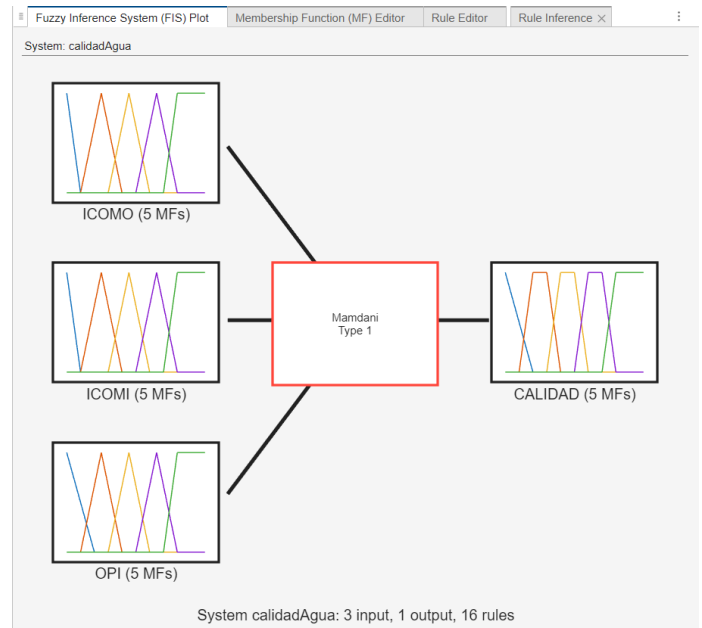 Fuzzy Inference System (FIS) Plot
Membership Function (MF) Editor
Rule Editor
Rule Inference ×
System: calidadAgua
ICOMO (5 MFs)
ICOMI (5 MFs)
Mamdani
Type 1
CALIDAD (5 MFs)
OPI (5 MFs)
System calidadAgua: 3 input, 1 output, 16 rules